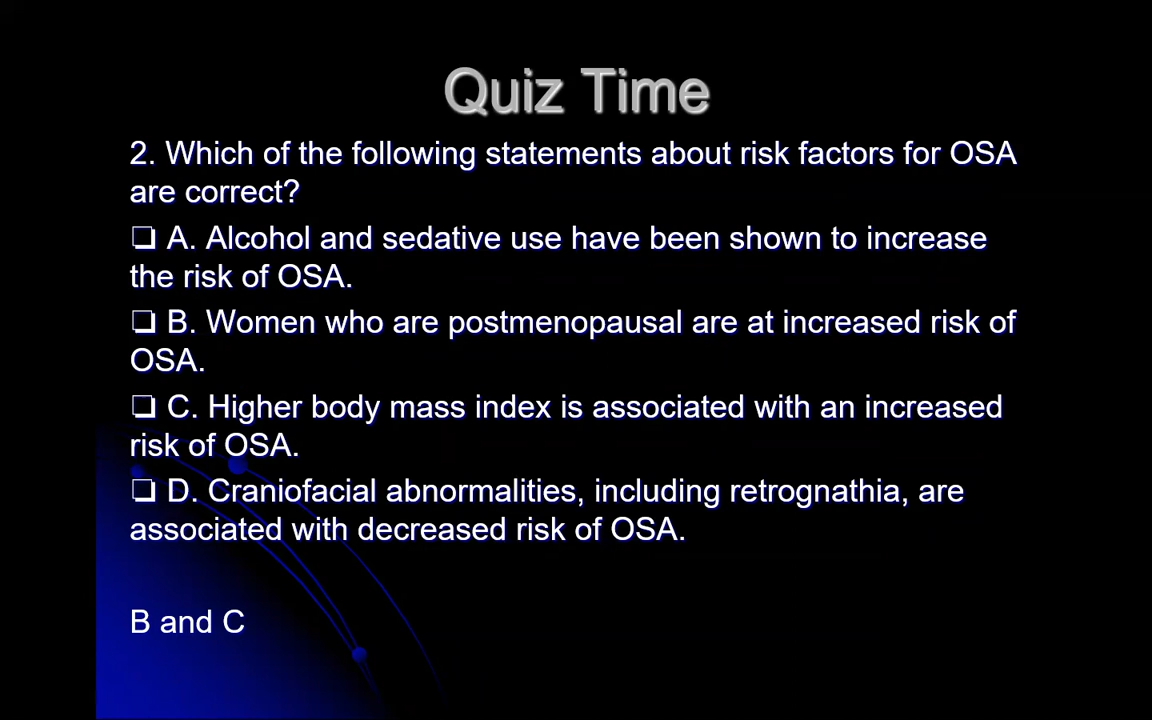 Quiz Time
2. Which of the following statements about risk factors for OSA
are correct?
❏ A. Alcohol and sedative use have been shown to increase
the risk of OSA.
❏ B. Women who are postmenopausal are at increased risk of
OSA.
❏ C. Higher body mass index is associated with an increased
risk of OSA.
❏ D. Craniofacial abnormalities, including retrognathia, are
associated with decreased risk of OSA.
B and C